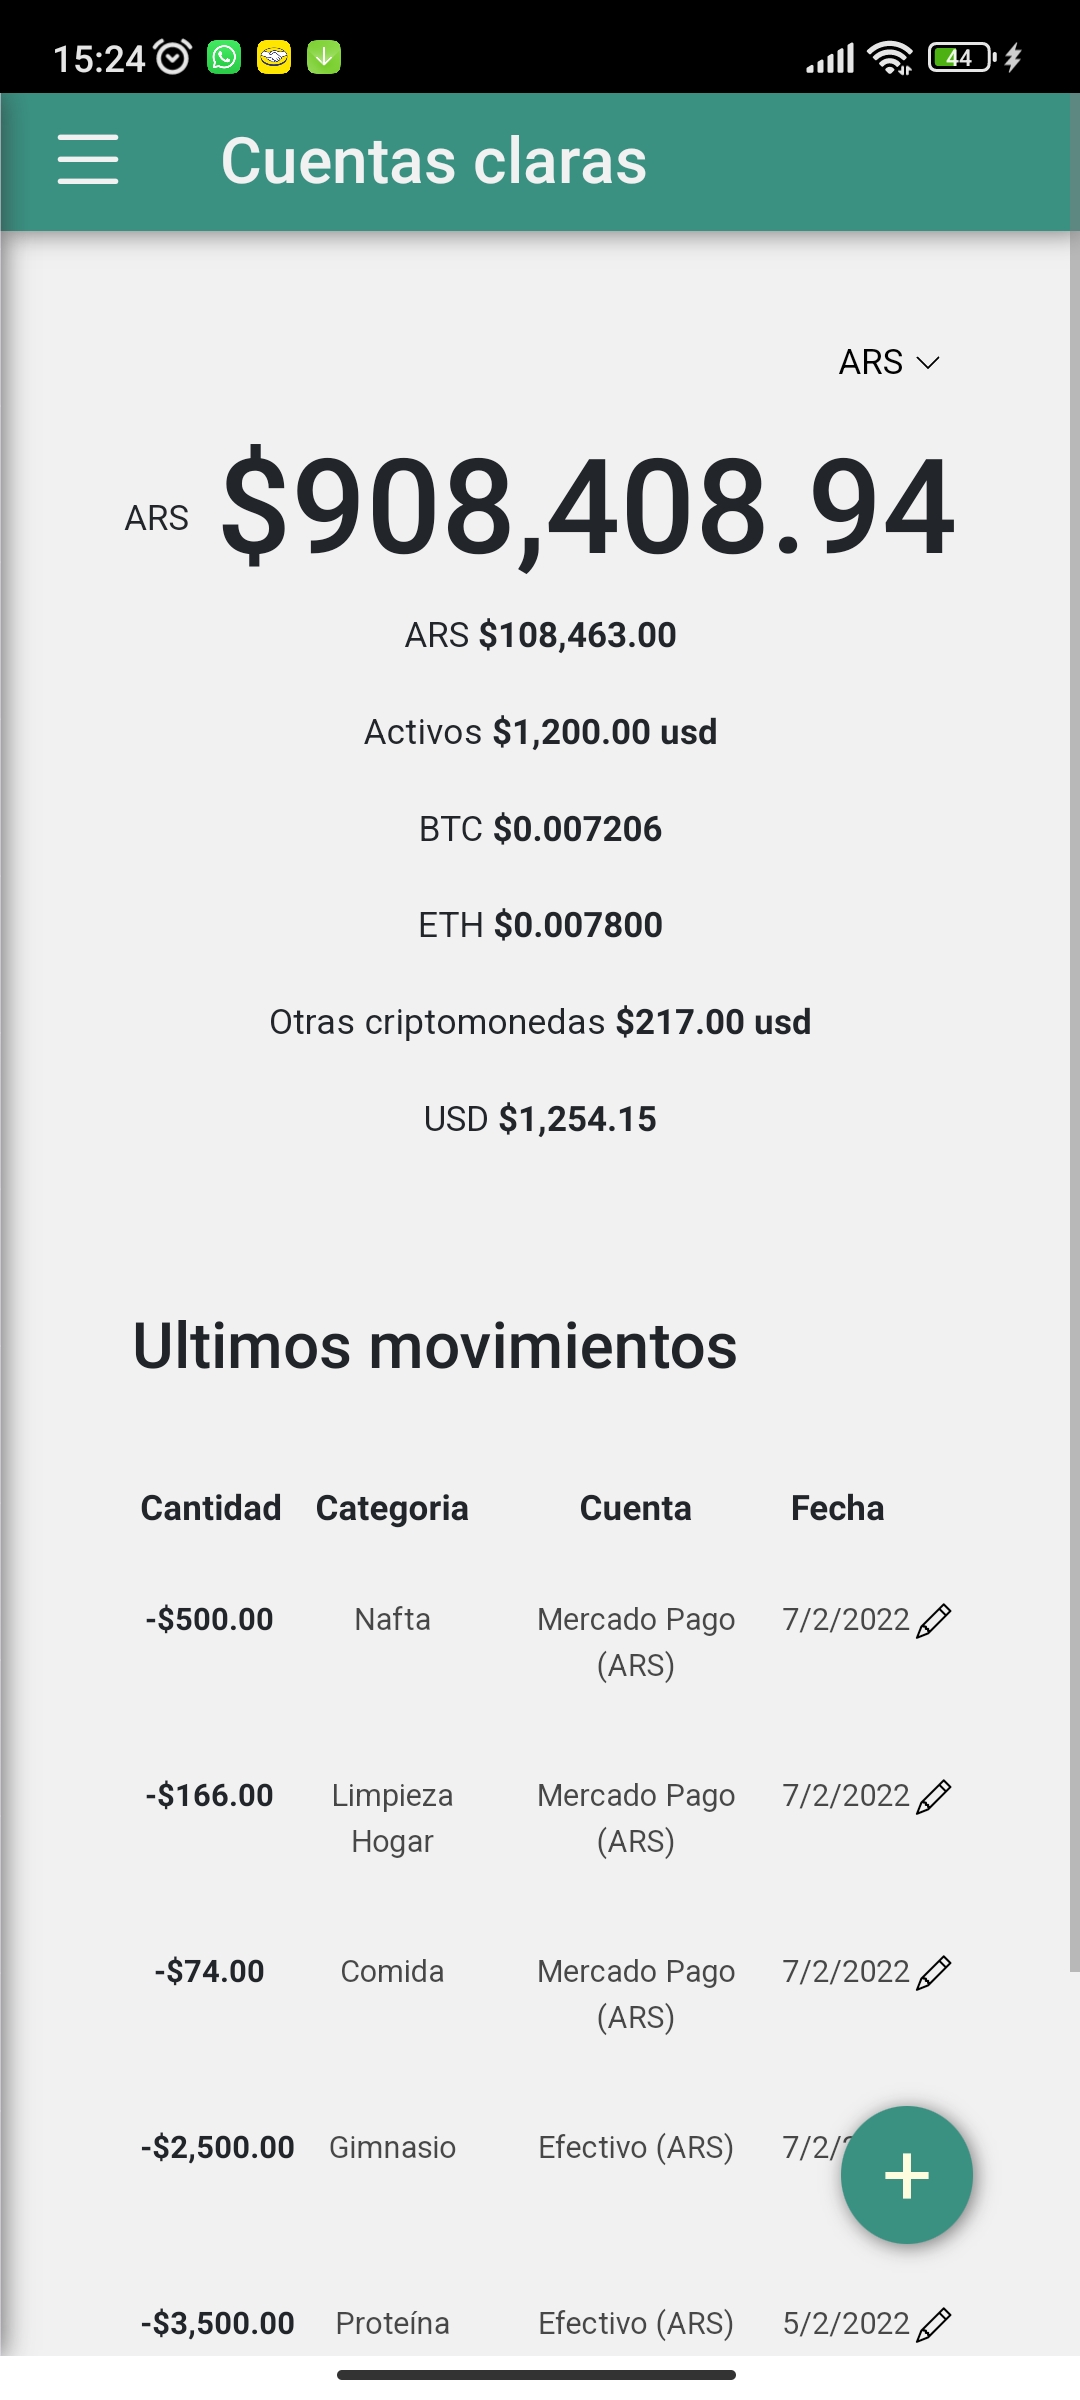 15:24
44
Cuentas claras
ARS
ARS $908,408.94
ARS $108,463.00
Activos $1,200.00 usd
BTC $0.007206
ETH $0.007800
Otras criptomonedas $217.00 usd
USD $1,254.15
Ultimos movimientos
Cantidad Categoria Cuenta Fecha
-$500.00 Nafta Mercado Pago 7/2/2022
(ARS)
-$166.00 Limpieza Mercado Pago 7/2/2022
Hogar (ARS)
-$74.00 Comida Mercado Pago 7/2/2022
(ARS)
-$2,500.00 Gimnasio Efectivo (ARS) 7/2/
+
-$3,500.00 Proteína Efectivo (ARS) 5/2/2022